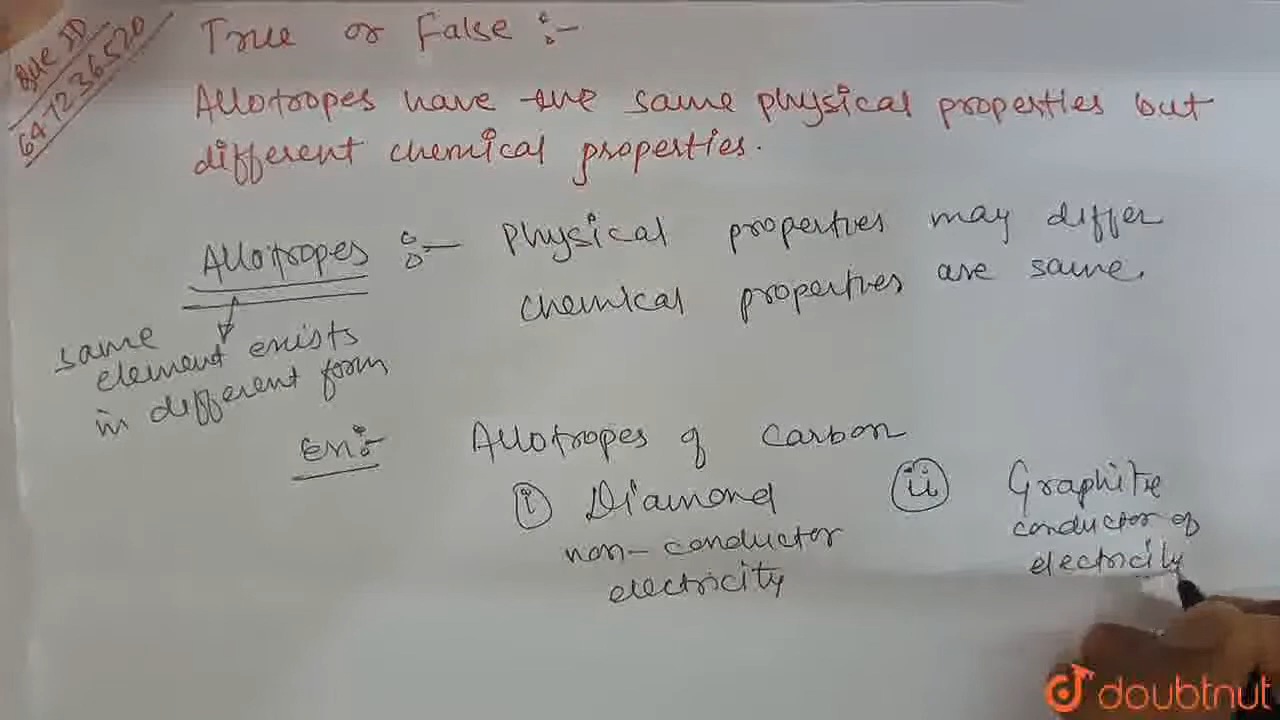 Que ID
647236520
True or False :-
Allotropes have the same physical properties but
different chemical properties.
Allotropes :- Physical properties may differ
chemical properties are same.
same
element exists
in different form
Ex:- Allotropes of Carbon
(i) Diamond
non-conductor
electricity
(ii) Graphite
conductor of
electricity
doubtnut